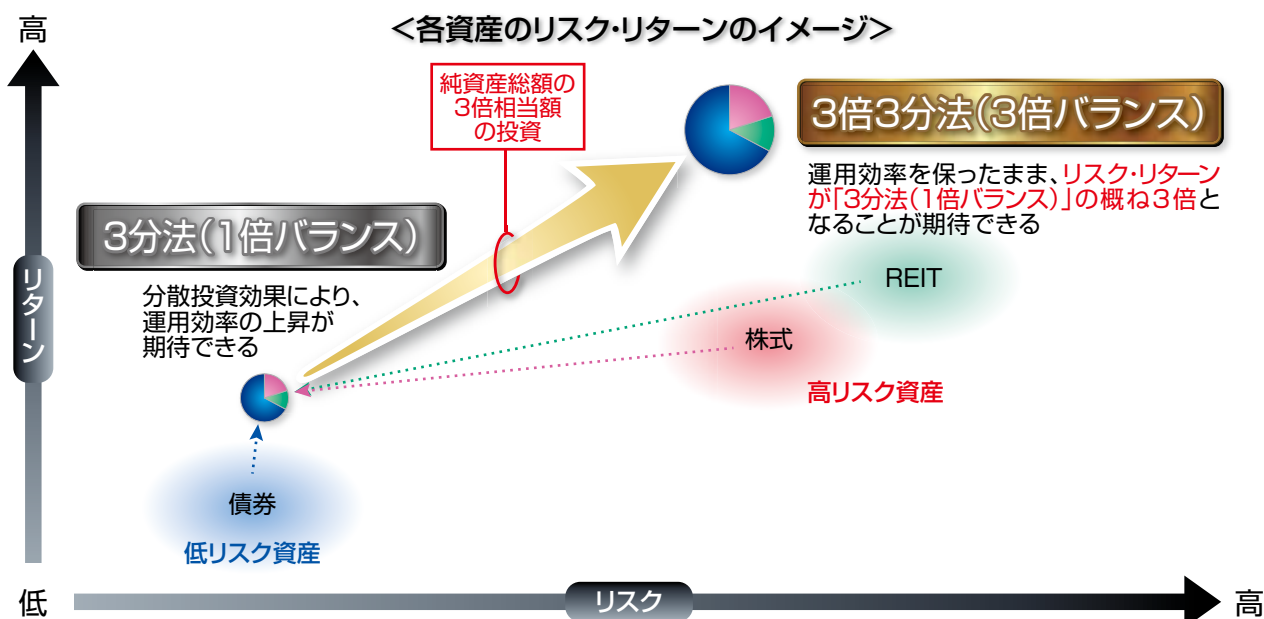 <各資産のリスク・リターンのイメージ>
高
純資産総額の
3倍相当額
の投資
3倍3分法(3倍バランス)
運用効率を保ったまま、リスク・リターン
が「3分法(1倍バランス)」の概ね3倍と
なることが期待できる
3分法(1倍バランス)
分散投資効果により、
運用効率の上昇が
期待できる
リターン
REIT
株式
高リスク資産
債券
低リスク資産
低
リスク
高